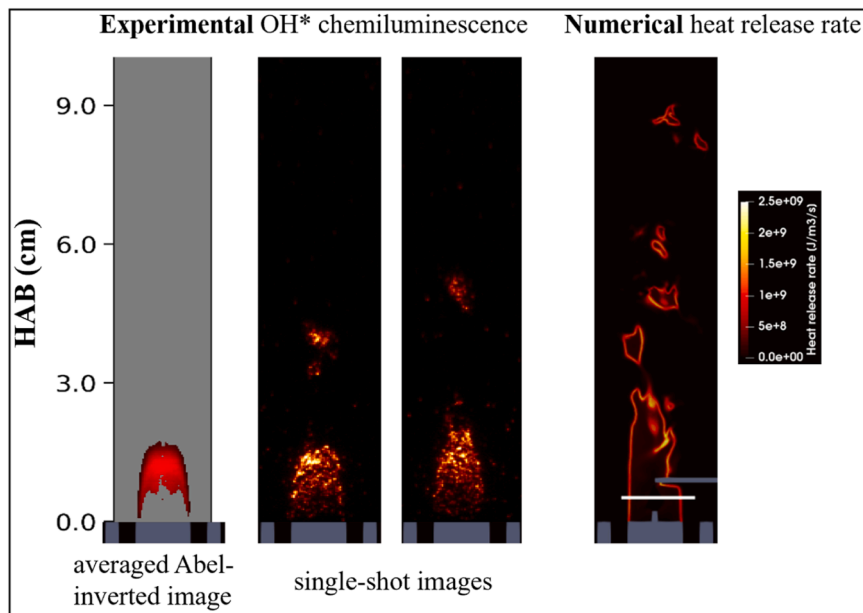 Experimental OH* chemiluminescence
Numerical heat release rate
HAB (cm)
9.0
6.0
3.0
0.0
2.5e+09
2e+9
1.5e+9
1e+9
5e+8
0.0e+00
Heat release rate (J/m3/s)
averaged Abel-
inverted image
single-shot images